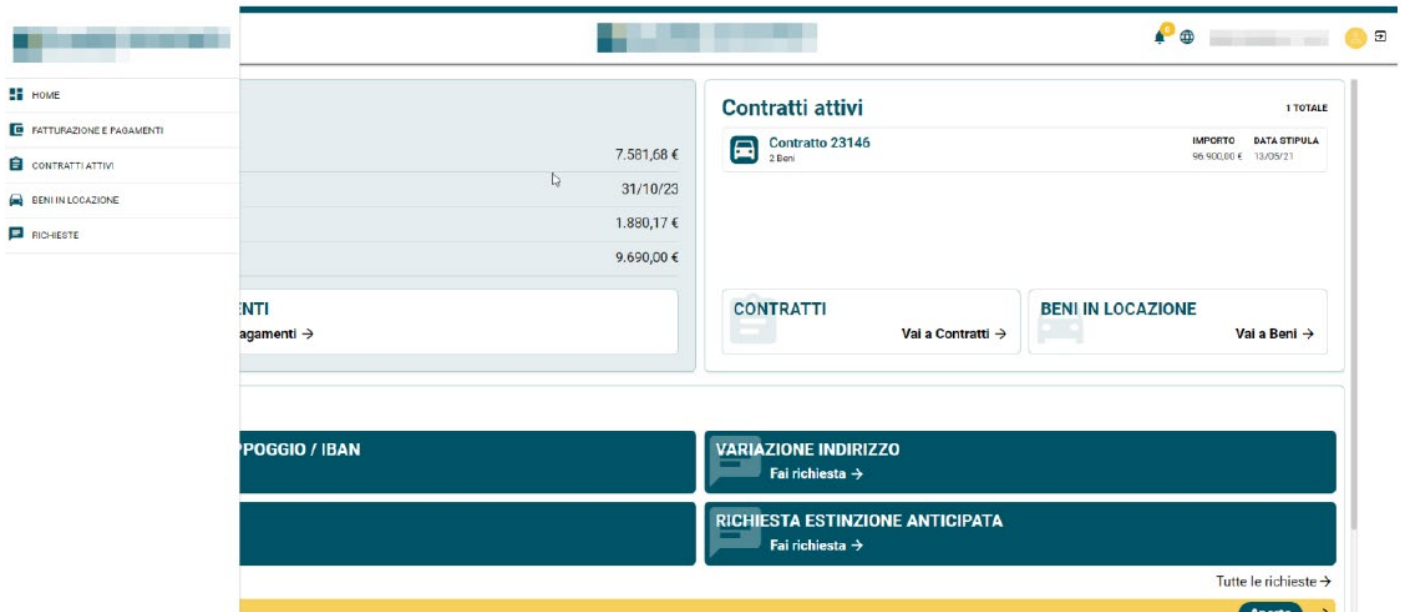 6
HOME
FATTURAZIONE E PAGAMENTI
CONTRATTI ATTIVI
BENI IN LOCAZIONE
RICHIESTE
7.581,68 €
31/10/23
1.880,17 €
9.690,00 €
ENTI
agamenti →
Contratti attivi
1 TOTALE
Contratto 23146
2 Beni
IMPORTO DATA STIPULA
96.900,00 € 13/05/21
CONTRATTI
Vai a Contratti →
BENI IN LOCAZIONE
Vai a Beni →
PPOGGIO / IBAN
VARIAZIONE INDIRIZZO
Fai richiesta →
RICHIESTA ESTINZIONE ANTICIPATA
Fai richiesta →
Tutte le richieste →
Aperto →